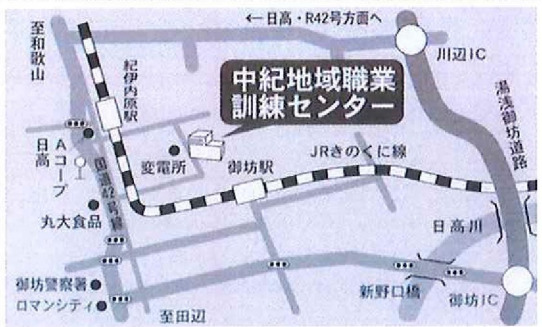 ←日高・R42号方面へ
至和歌山
川辺IC
紀伊内原駅
中紀地域職業
訓練センター
湯浅御坊道路
Aコープ
日高
国道42号線
変電所
御坊駅
JRきのくに線
丸大食品
日高川
御坊警察署
ロマンシティ
至田辺
新野口橋
御坊IC